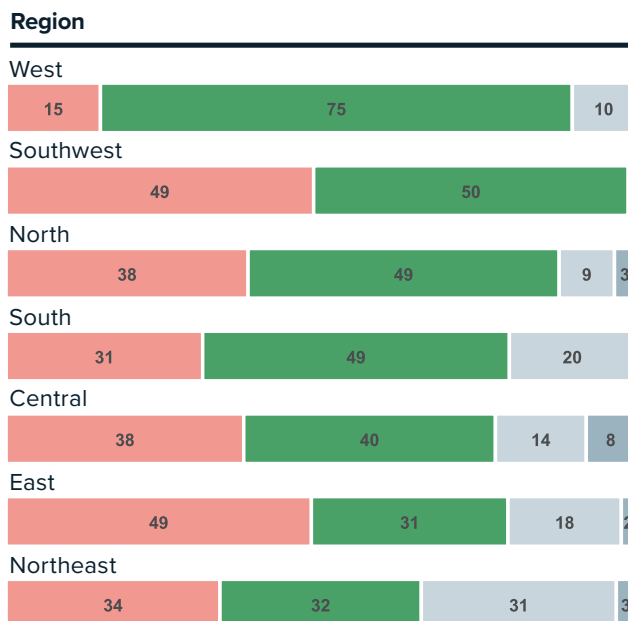 Region
West
15 75 10
Southwest
49 50
North
38 49 9 3
South
31 49 20
Central
38 40 14 8
East
49 31 18 2
Northeast
34 32 31 3